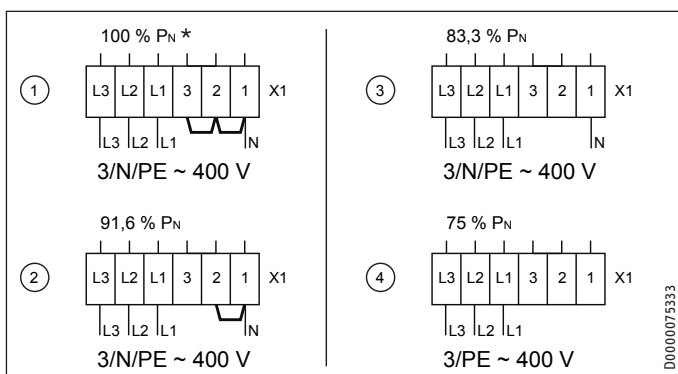 100 % PN *
1
L3 L2 L1 3 2 1 X1
L3 L2 L1 N
3/N/PE ~ 400 V
91,6 % PN
2
L3 L2 L1 3 2 1 X1
L3 L2 L1 N
3/N/PE ~ 400 V
83,3 % PN
3
L3 L2 L1 3 2 1 X1
L3 L2 L1 N
3/N/PE ~ 400 V
75 % PN
4
L3 L2 L1 3 2 1 X1
L3 L2 L1
3/PE ~ 400 V
D0000075333